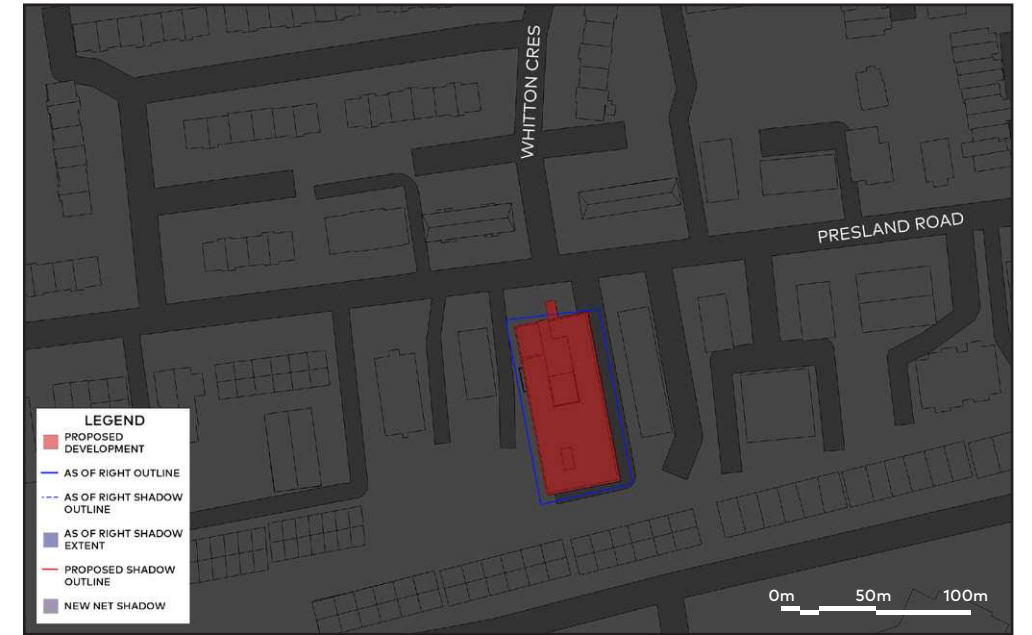 WHITTON CRES
PRESLAND ROAD
LEGEND
PROPOSED
DEVELOPMENT
AS OF RIGHT OUTLINE
AS OF RIGHT SHADOW
OUTLINE
AS OF RIGHT SHADOW
EXTENT
PROPOSED SHADOW
OUTLINE
NEW NET SHADOW
0m 50m 100m